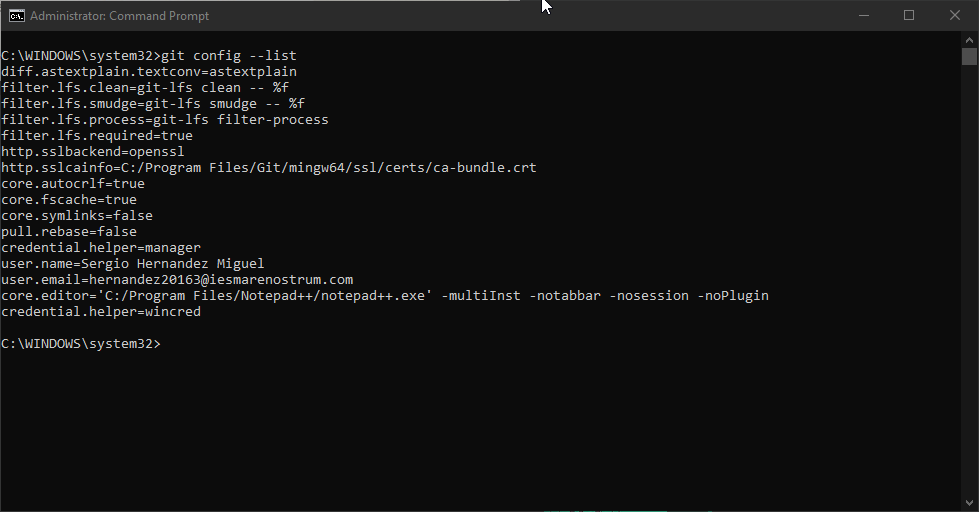 Administrator: Command Prompt
C:\WINDOWS\system32>git config --list
diff.astextplain.textconv=astextplain
filter.lfs.clean=git-lfs clean -- %f
filter.lfs.smudge=git-lfs smudge -- %f
filter.lfs.process=git-lfs filter-process
filter.lfs.required=true
http.sslbackend=openssl
http.sslcainfo=C:/Program Files/Git/mingw64/ssl/certs/ca-bundle.crt
core.autocrlf=true
core.fscache=true
core.symlinks=false
pull.rebase=false
credential.helper=manager
user.name=Sergio Hernandez Miguel
user.email=hernandez20163@iesmarenostrum.com
core.editor='C:/Program Files/Notepad++/notepad++.exe' -multiInst -notabbar -nosession -noPlugin
credential.helper=wincred
C:\WINDOWS\system32>